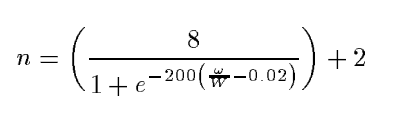 n = ( 8 / (1 + e^{-200(ω/W - 0.02)}) ) + 2